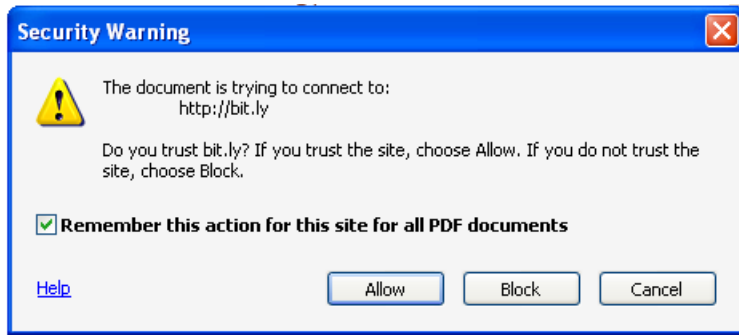 Security Warning
The document is trying to connect to:
http://bit.ly
Do you trust bit.ly? If you trust the site, choose Allow. If you do not trust the
site, choose Block.
Remember this action for this site for all PDF documents
Help Allow Block Cancel